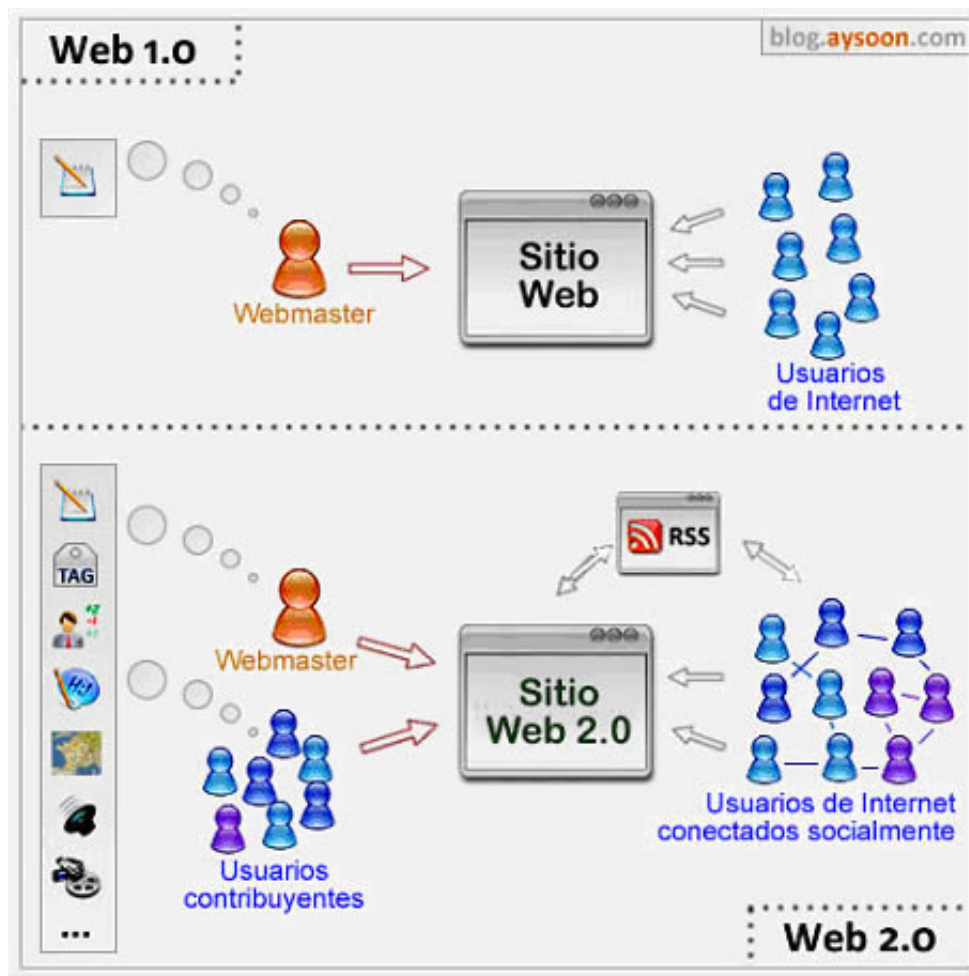 Web 1.0
blog.aysoon.com
Webmaster
Sitio
Web
Usuarios
de Internet
TAG
Hi!
RSS
Webmaster
Sitio
Web 2.0
Usuarios
contribuyentes
Usuarios de Internet
conectados socialmente
...
Web 2.0